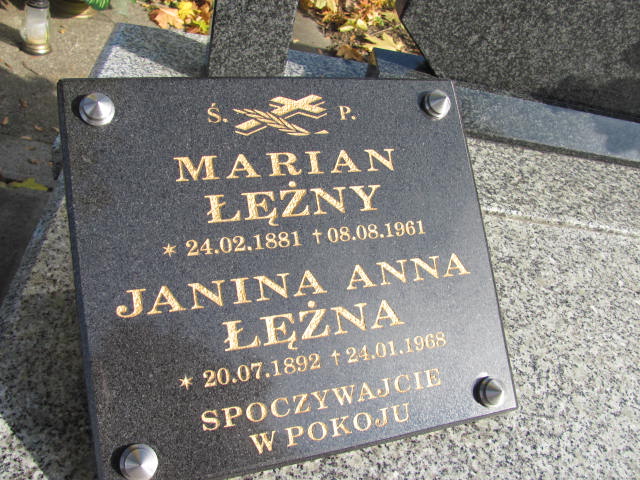 Ś. P.
MARIAN
ŁĘŻNY
* 24.02.1881 † 08.08.1961
JANINA ANNA
ŁĘŻNA
* 20.07.1892 † 24.01.1968
SPOCZYWAJCIE
W POKOJU